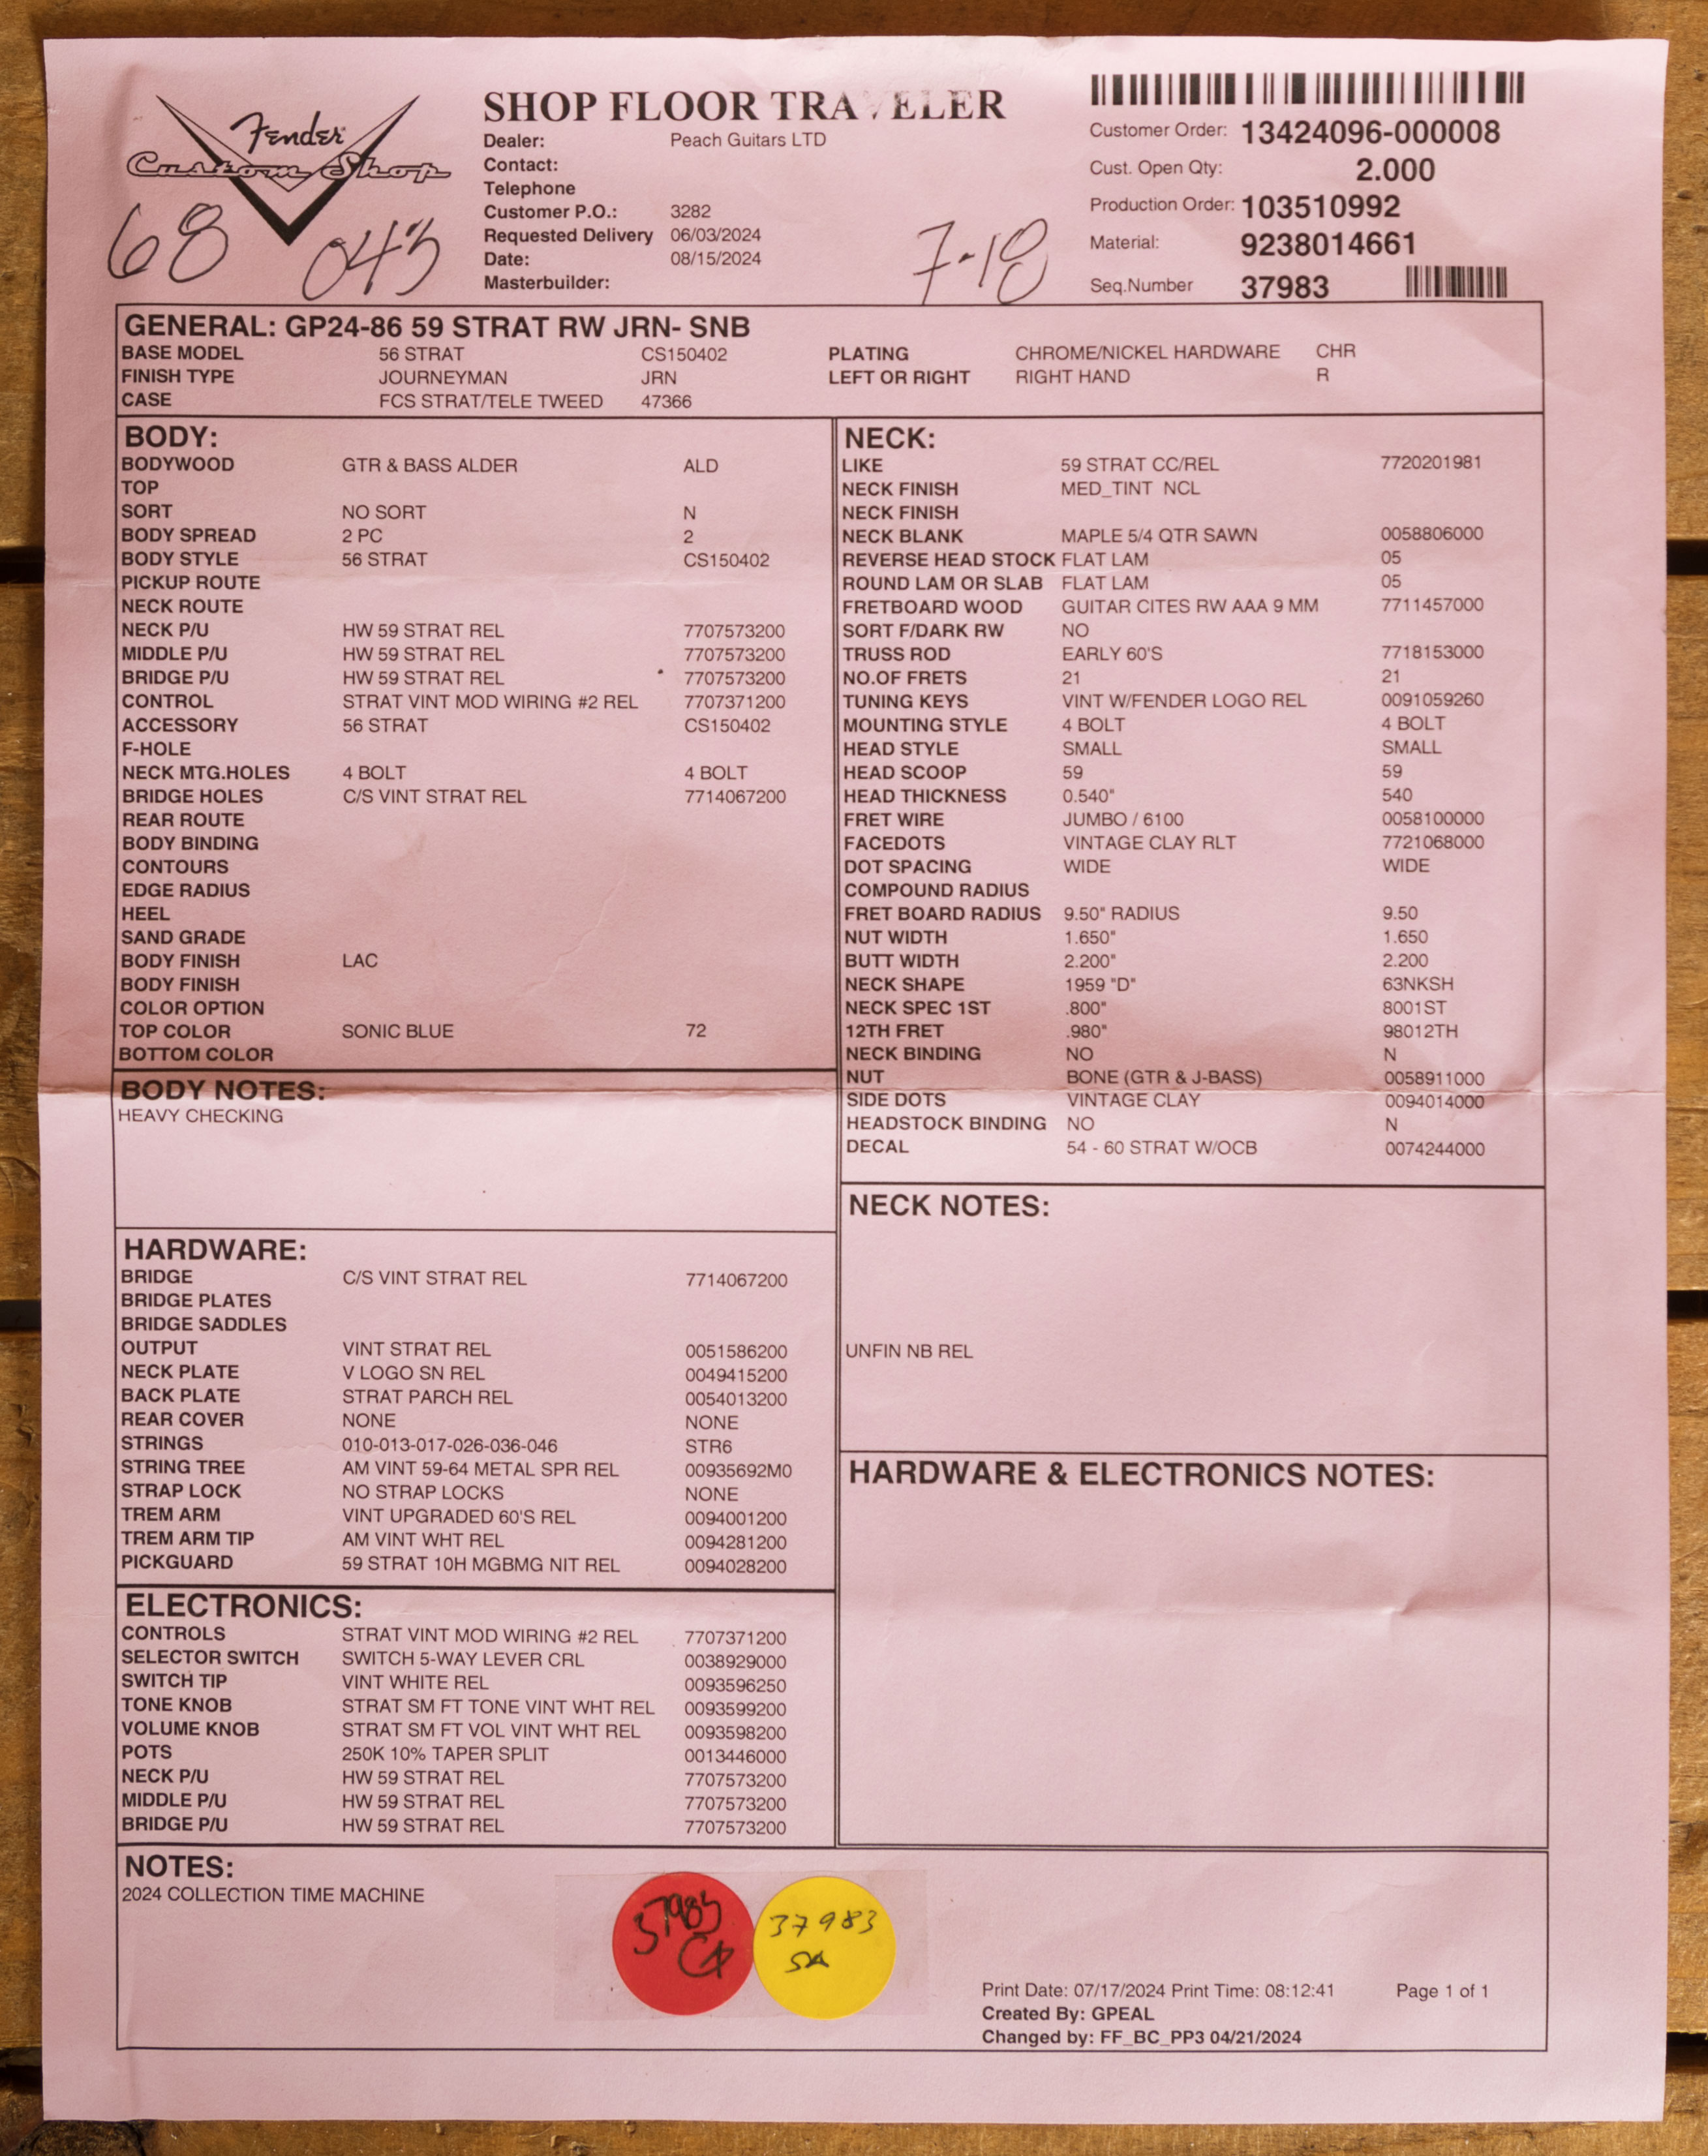 Fender
Custom Shop
68 043
SHOP FLOOR TRAVELER
Dealer: Peach Guitars LTD
Contact:
Telephone
Customer P.O.: 3282
Requested Delivery 06/03/2024
Date: 08/15/2024
Masterbuilder:
7-18
Customer Order: 13424096-000008
Cust. Open Qty: 2.000
Production Order: 103510992
Material: 9238014661
Seq.Number 37983
GENERAL: GP24-86 59 STRAT RW JRN- SNB
BASE MODEL 56 STRAT CS150402
FINISH TYPE JOURNEYMAN JRN
CASE FCS STRAT/TELE TWEED 47366
PLATING CHROME/NICKEL HARDWARE CHR
LEFT OR RIGHT RIGHT HAND R
BODY:
BODYWOOD GTR & BASS ALDER ALD
TOP
SORT NO SORT N
BODY SPREAD 2 PC 2
BODY STYLE 56 STRAT CS150402
PICKUP ROUTE
NECK ROUTE
NECK P/U HW 59 STRAT REL 7707573200
MIDDLE P/U HW 59 STRAT REL 7707573200
BRIDGE P/U HW 59 STRAT REL 7707573200
CONTROL STRAT VINT MOD WIRING #2 REL 7707371200
ACCESSORY 56 STRAT CS150402
F-HOLE
NECK MTG.HOLES 4 BOLT 4 BOLT
BRIDGE HOLES C/S VINT STRAT REL 7714067200
REAR ROUTE
BODY BINDING
CONTOURS
EDGE RADIUS
HEEL
SAND GRADE
BODY FINISH LAC
BODY FINISH
COLOR OPTION
TOP COLOR SONIC BLUE 72
BOTTOM COLOR
BODY NOTES:
HEAVY CHECKING
HARDWARE:
BRIDGE C/S VINT STRAT REL 7714067200
BRIDGE PLATES
BRIDGE SADDLES
OUTPUT VINT STRAT REL 0051586200
NECK PLATE V LOGO SN REL 0049415200
BACK PLATE STRAT PARCH REL 0054013200
REAR COVER NONE NONE
STRINGS 010-013-017-026-036-046 STR6
STRING TREE AM VINT 59-64 METAL SPR REL 00935692M0
STRAP LOCK NO STRAP LOCKS NONE
TREM ARM VINT UPGRADED 60'S REL 0094001200
TREM ARM TIP AM VINT WHT REL 0094281200
PICKGUARD 59 STRAT 10H MGBMG NIT REL 0094028200
ELECTRONICS:
CONTROLS STRAT VINT MOD WIRING #2 REL 7707371200
SELECTOR SWITCH SWITCH 5-WAY LEVER CRL 0038929000
SWITCH TIP VINT WHITE REL 0093596250
TONE KNOB STRAT SM FT TONE VINT WHT REL 0093599200
VOLUME KNOB STRAT SM FT VOL VINT WHT REL 0093598200
POTS 250K 10% TAPER SPLIT 0013446000
NECK P/U HW 59 STRAT REL 7707573200
MIDDLE P/U HW 59 STRAT REL 7707573200
BRIDGE P/U HW 59 STRAT REL 7707573200
NECK:
LIKE 59 STRAT CC/REL 7720201981
NECK FINISH MED_TINT NCL
NECK FINISH
NECK BLANK MAPLE 5/4 QTR SAWN 0058806000
REVERSE HEAD STOCK FLAT LAM 05
ROUND LAM OR SLAB FLAT LAM 05
FRETBOARD WOOD GUITAR CITES RW AAA 9 MM 7711457000
SORT F/DARK RW NO
TRUSS ROD EARLY 60'S 7718153000
NO.OF FRETS 21 21
TUNING KEYS VINT W/FENDER LOGO REL 0091059260
MOUNTING STYLE 4 BOLT 4 BOLT
HEAD STYLE SMALL SMALL
HEAD SCOOP 59 59
HEAD THICKNESS 0.540" 540
FRET WIRE JUMBO / 6100 0058100000
FACEDOTS VINTAGE CLAY RLT 7721068000
DOT SPACING WIDE WIDE
COMPOUND RADIUS
FRET BOARD RADIUS 9.50" RADIUS 9.50
NUT WIDTH 1.650" 1.650
BUTT WIDTH 2.200" 2.200
NECK SHAPE 1959 "D" 63NKSH
NECK SPEC 1ST .800" 8001ST
12TH FRET .980" 98012TH
NECK BINDING NO N
NUT BONE (GTR & J-BASS) 0058911000
SIDE DOTS VINTAGE CLAY 0094014000
HEADSTOCK BINDING NO N
DECAL 54 - 60 STRAT W/OCB 0074244000
NECK NOTES:
UNFIN NB REL
HARDWARE & ELECTRONICS NOTES:
NOTES:
2024 COLLECTION TIME MACHINE
37983
37983
SA
Print Date: 07/17/2024 Print Time: 08:12:41 Page 1 of 1
Created By: GPEAL
Changed by: FF_BC_PP3 04/21/2024